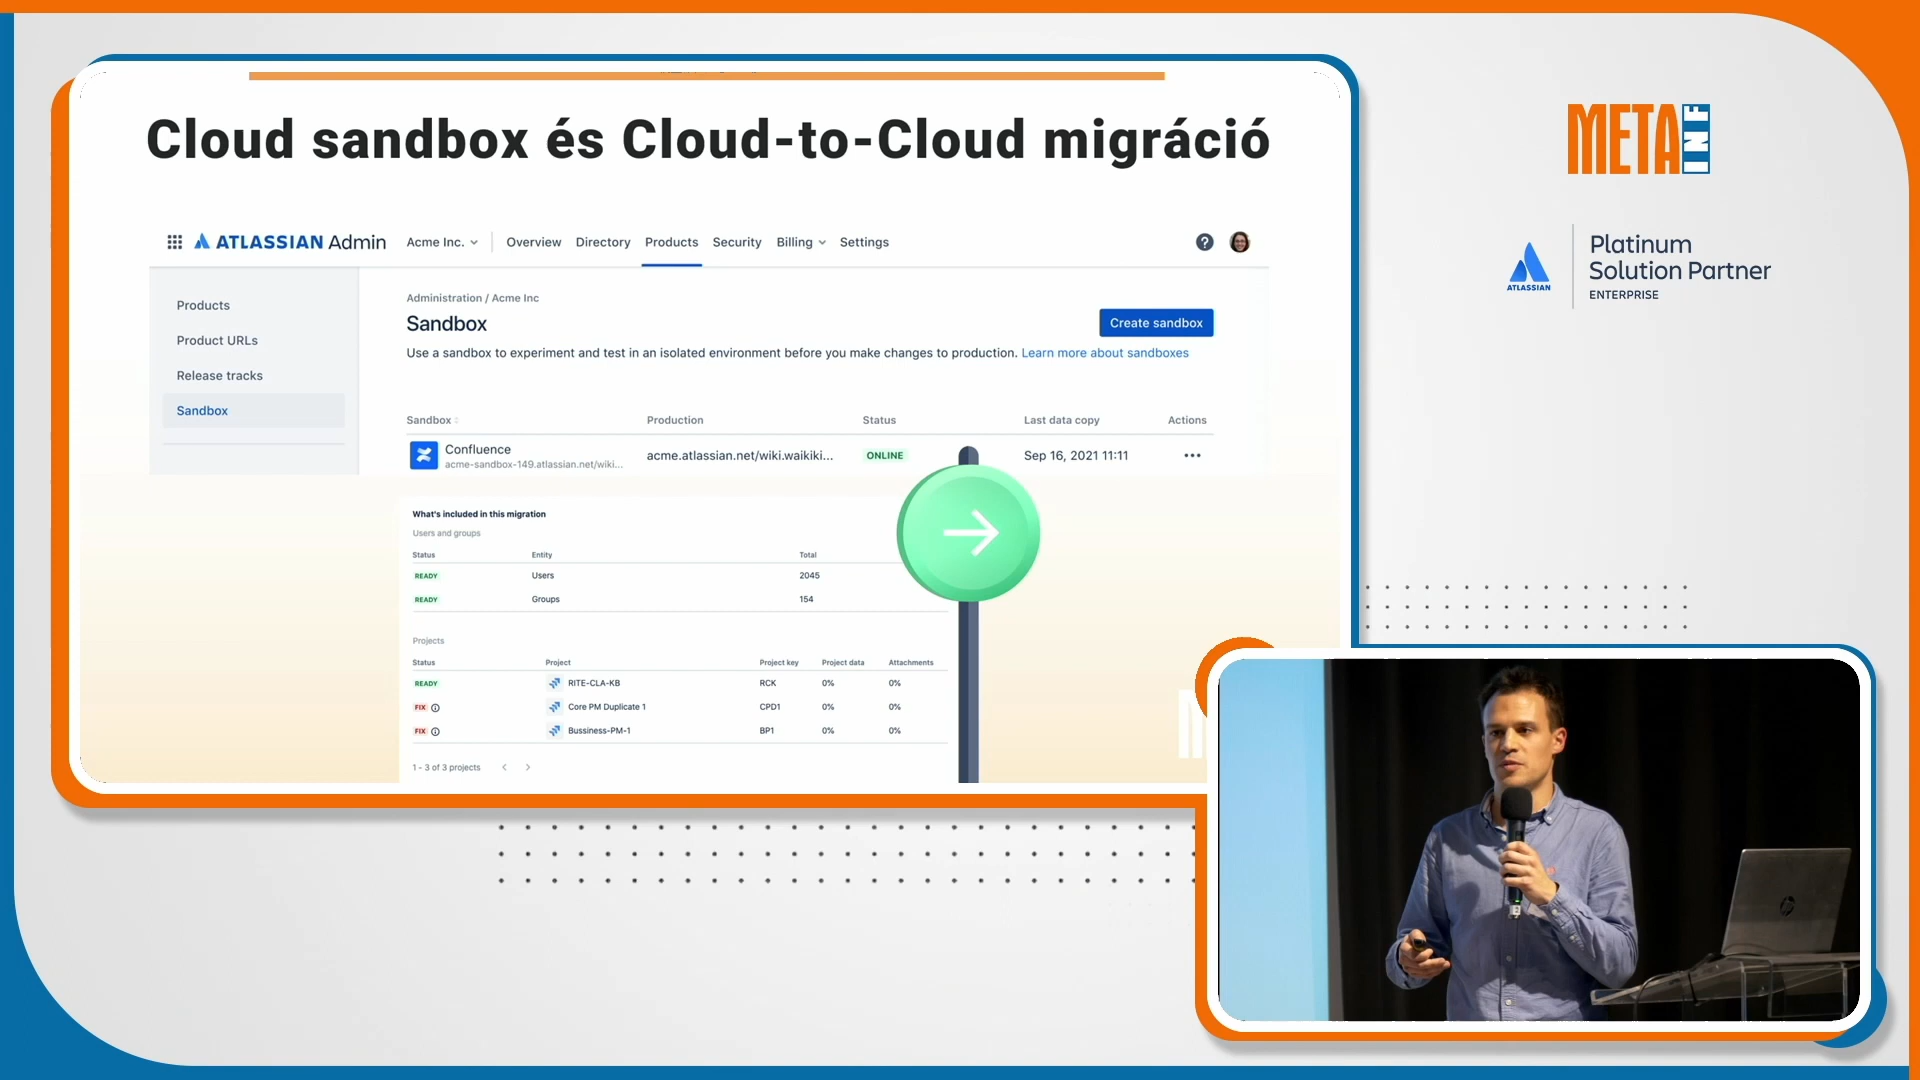 Cloud sandbox és Cloud-to-Cloud migráció
ATLASSIAN Admin Acme Inc. Overview Directory Products Security Billing Settings ?
Products
Product URLs
Release tracks
Sandbox
Administration / Acme Inc
Sandbox
Create sandbox
Use a sandbox to experiment and test in an isolated environment before you make changes to production. Learn more about sandboxes
Sandbox Production Status Last data copy Actions
Confluence
acme-sandbox-149.atlassian.net/wiki...
acme.atlassian.net/wiki.waikiki... ONLINE Sep 16, 2021 11:11
What's included in this migration
Users and groups
Status Entity Total
READY Users 2045
READY Groups 154
Projects
Status Project Project key Project data Attachments
READY RITE-CLA-KB RCK 0% 0%
FIX Core PM Duplicate 1 CPD1 0% 0%
FIX Bussiness-PM-1 BP1 0% 0%
1 - 3 of 3 projects
META INF
ATLASSIAN
Platinum
Solution Partner
ENTERPRISE
hp